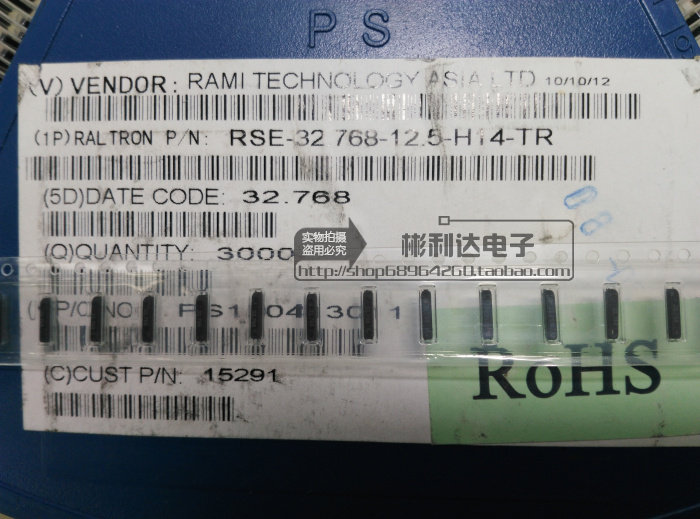 PS
(V) VENDOR: RAMI TECHNOLOGY ASIA LTD 10/10/12
(1P) RALTRON P/N: RSE-32.768-12.5-H14-TR
(5D)DATE CODE: 32.768
08
(Q)QUANTITY: 3000
实物拍摄
盗用必究
彬利达电子
http://shop68964260.taobao.com
(C)CUST P/N: 15291
RoHS